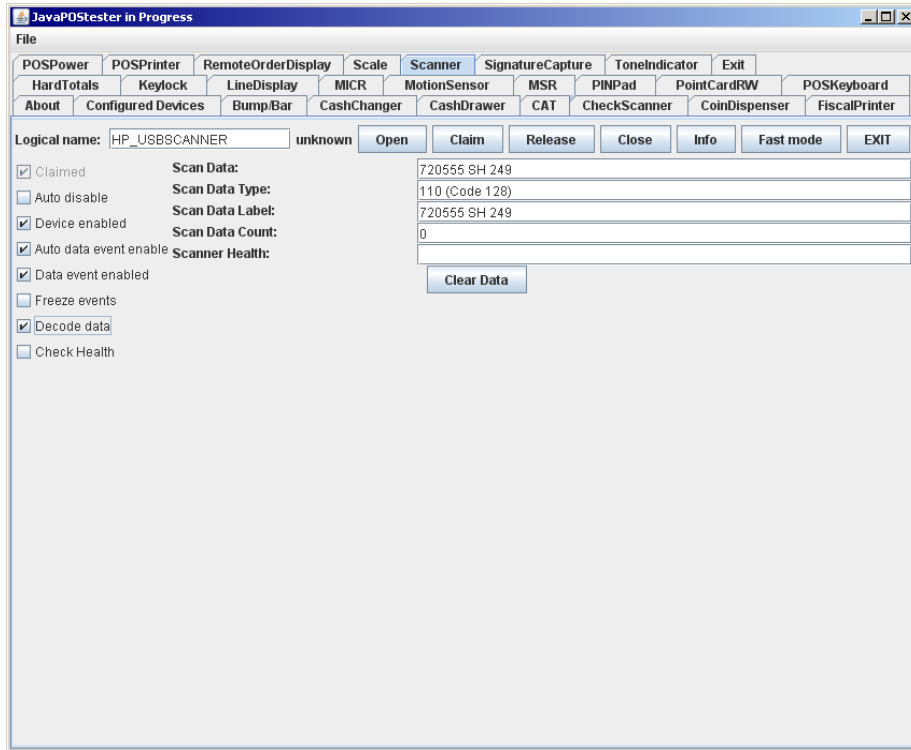 JavaPOStester in Progress
File
POSPower POSPrinter RemoteOrderDisplay Scale Scanner SignatureCapture ToneIndicator Exit
HardTotals Keylock LineDisplay MICR MotionSensor MSR PINPad PointCardRW POSKeyboard
About Configured Devices Bump/Bar CashChanger CashDrawer CAT CheckScanner CoinDispenser FiscalPrinter
Logical name: HP_USBSCANNER unknown Open Claim Release Close Info Fast mode EXIT
Claimed
Auto disable
Device enabled
Auto data event enable
Data event enabled
Freeze events
Decode data
Check Health
Scan Data: 720555 SH 249
Scan Data Type: 110 (Code 128)
Scan Data Label: 720555 SH 249
Scan Data Count: 0
Scanner Health:
Clear Data